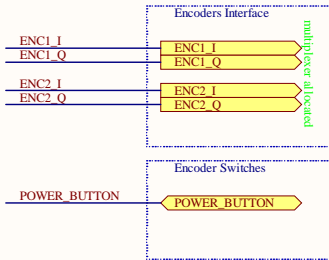 Encoders Interface
ENC1_I
ENC1_I
ENC1_Q
ENC1_Q
ENC2_I
ENC2_I
ENC2_Q
ENC2_Q
multiplexer allocated
Encoder Switches
POWER_BUTTON
POWER_BUTTON